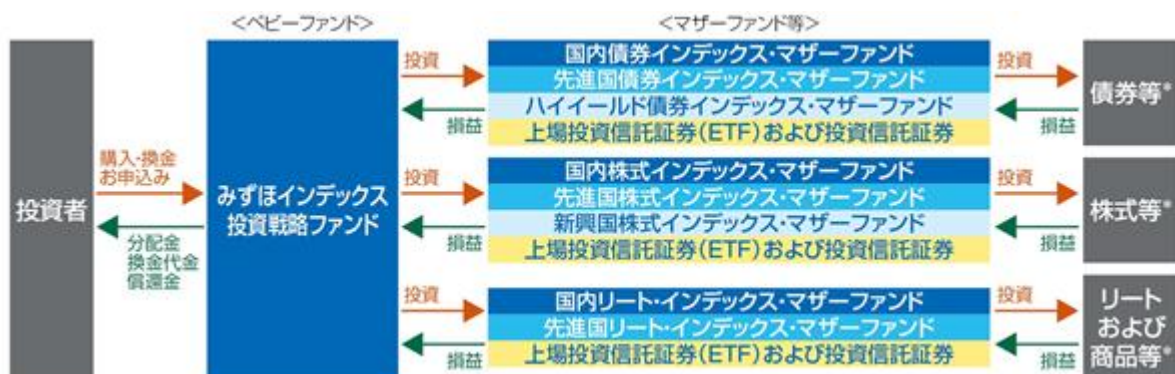 <ベビーファンド>
<マザーファンド等>
投資者
購入・換金
お申込み
分配金
換金代金
償還金
みずほインデックス
投資戦略ファンド
投資
損益
国内債券インデックス・マザーファンド
先進国債券インデックス・マザーファンド
ハイイールド債券インデックス・マザーファンド
上場投資信託証券(ETF)および投資信託証券
投資
損益
債券等*
投資
損益
国内株式インデックス・マザーファンド
先進国株式インデックス・マザーファンド
新興国株式インデックス・マザーファンド
上場投資信託証券(ETF)および投資信託証券
投資
損益
株式等*
投資
損益
国内リート・インデックス・マザーファンド
先進国リート・インデックス・マザーファンド
上場投資信託証券(ETF)および投資信託証券
投資
損益
リート
および
商品等*